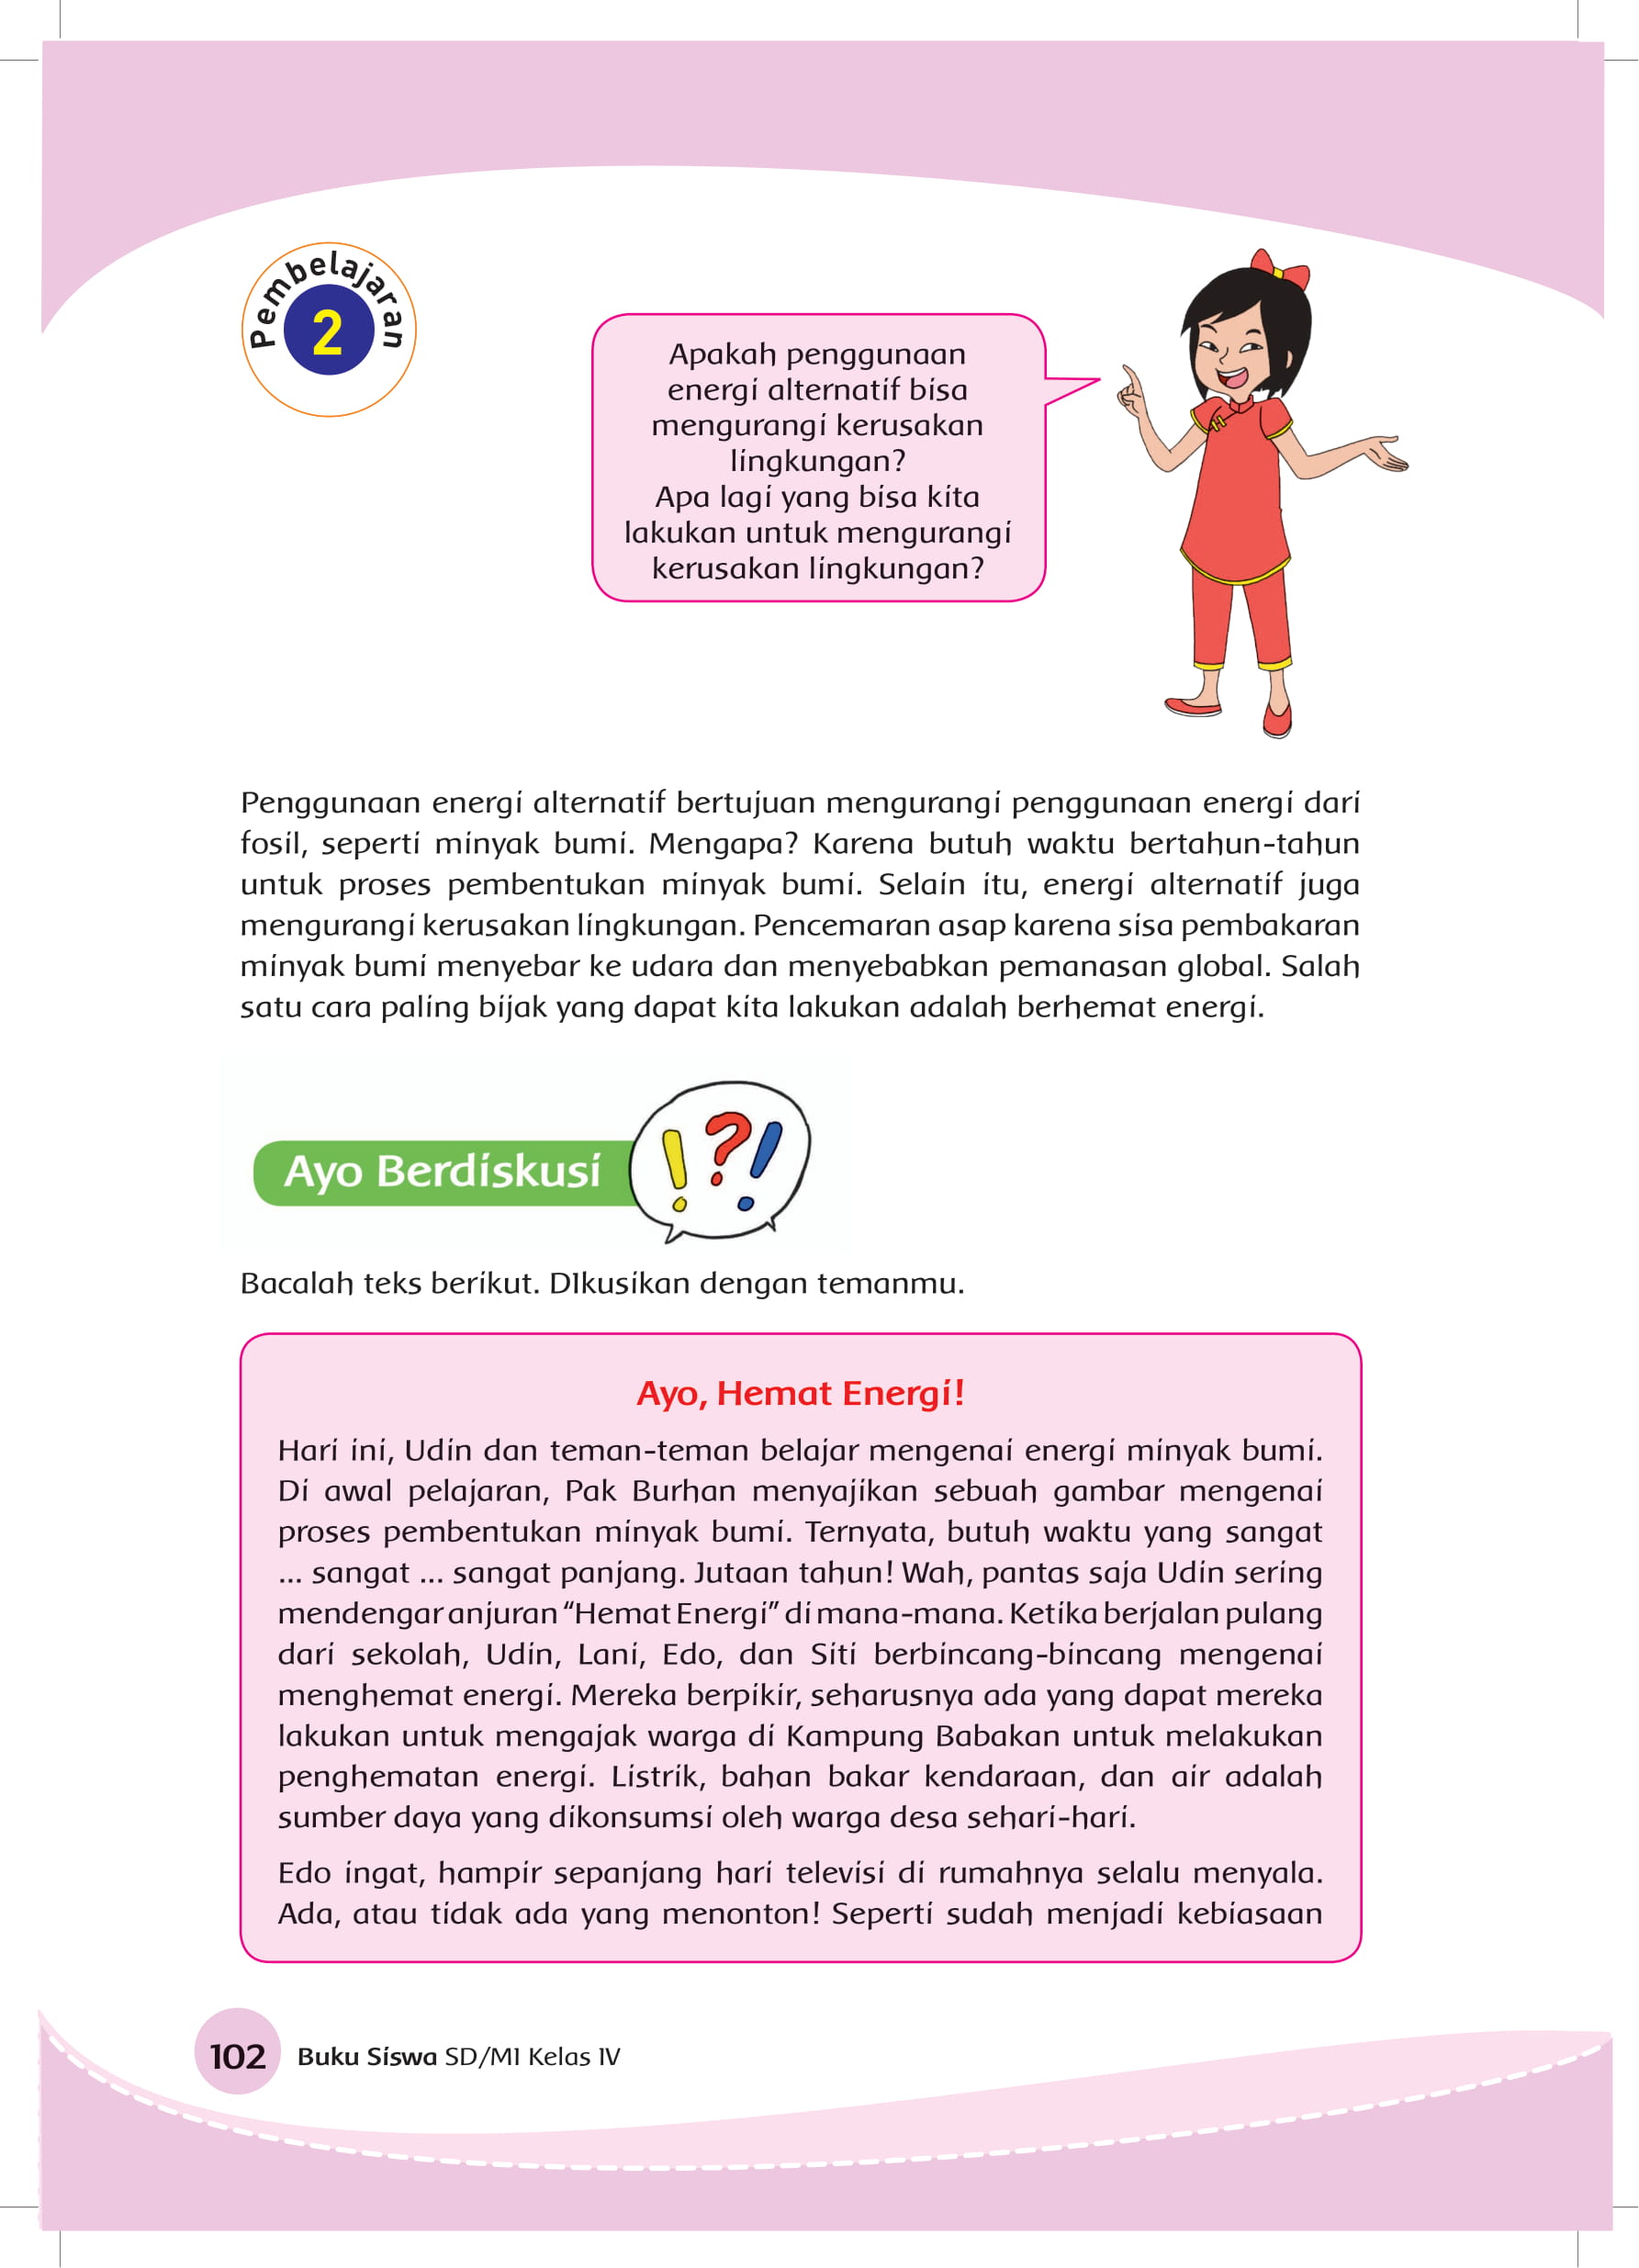 Pembelajaran
2
Apakah penggunaan
energi alternatif bisa
mengurangi kerusakan
lingkungan?
Apa lagi yang bisa kita
lakukan untuk mengurangi
kerusakan lingkungan?
Penggunaan energi alternatif bertujuan mengurangi penggunaan energi dari
fosil, seperti minyak bumi. Mengapa? Karena butuh waktu bertahun-tahun
untuk proses pembentukan minyak bumi. Selain itu, energi alternatif juga
mengurangi kerusakan lingkungan. Pencemaran asap karena sisa pembakaran
minyak bumi menyebar ke udara dan menyebabkan pemanasan global. Salah
satu cara paling bijak yang dapat kita lakukan adalah berhemat energi.
Ayo Berdiskusi
!?!
Bacalah teks berikut. DIkusikan dengan temanmu.
Ayo, Hemat Energi!
Hari ini, Udin dan teman-teman belajar mengenai energi minyak bumi.
Di awal pelajaran, Pak Burhan menyajikan sebuah gambar mengenai
proses pembentukan minyak bumi. Ternyata, butuh waktu yang sangat
... sangat ... sangat panjang. Jutaan tahun! Wah, pantas saja Udin sering
mendengar anjuran “Hemat Energi” di mana-mana. Ketika berjalan pulang
dari sekolah, Udin, Lani, Edo, dan Siti berbincang-bincang mengenai
menghemat energi. Mereka berpikir, seharusnya ada yang dapat mereka
lakukan untuk mengajak warga di Kampung Babakan untuk melakukan
penghematan energi. Listrik, bahan bakar kendaraan, dan air adalah
sumber daya yang dikonsumsi oleh warga desa sehari-hari.
Edo ingat, hampir sepanjang hari televisi di rumahnya selalu menyala.
Ada, atau tidak ada yang menonton! Seperti sudah menjadi kebiasaan
102 Buku Siswa SD/MI Kelas IV